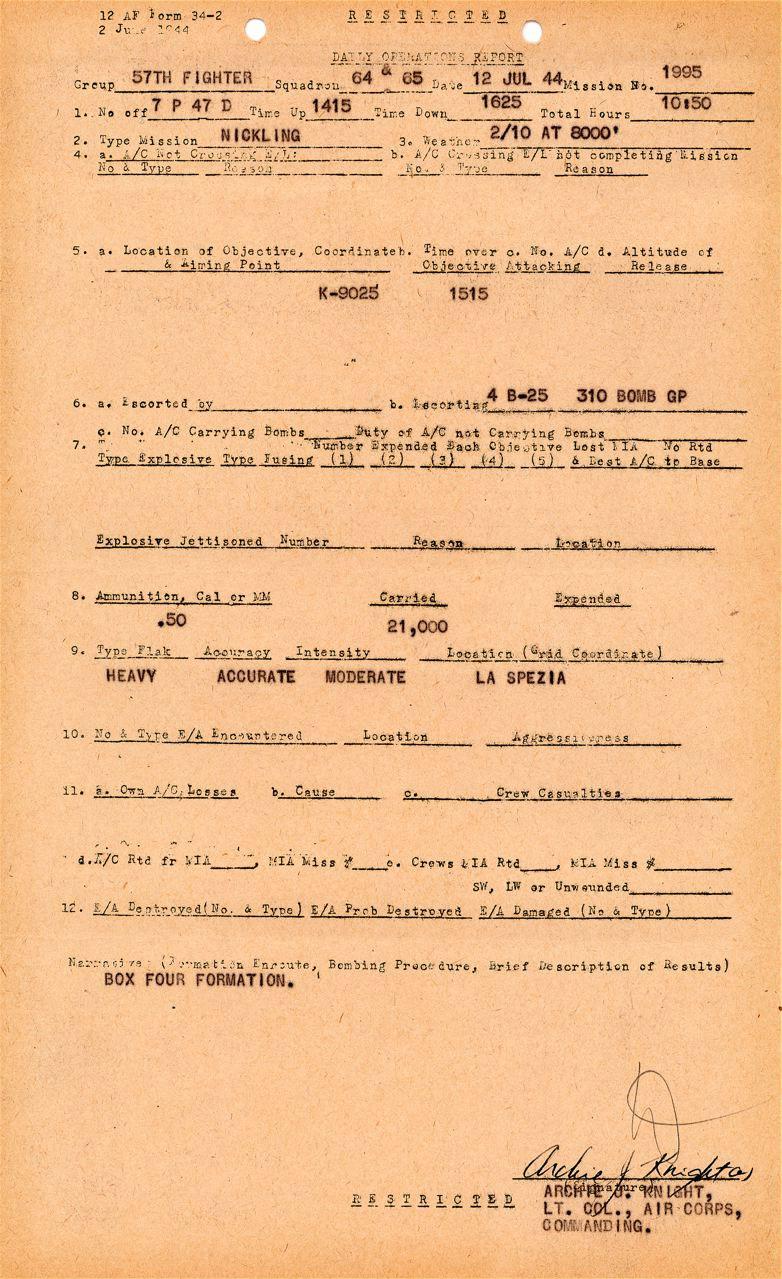 12 AF Form 34-2
RESTRICTED
2 June 1944
DAILY OPERATIONS REPORT
Group 57TH FIGHTER Squadron 64 & 65 Date 12 JUL 44 Mission No. 1995
1. No off 7 P 47 D Time Up 1415 Time Down 1625 Total Hours 10:50
2. Type Mission NICKLING 3. Weather 2/10 AT 8000'
4. a. A/C Not Crossing E/L: b. A/C Crossing E/L not completing Mission
No & Type Reason No. & Type Reason
5. a. Location of Objective, Coordinate b. Time over c. No. A/C d. Altitude of
& Aiming Point Objective Attacking Release
K-9025 1515
6. a. Escorted by b. Escorting 4 B-25 310 BOMB GP
c. No. A/C Carrying Bombs Duty of A/C not Carrying Bombs
7. Number Expended Each Objective Lost MIA No Rtd
Type Explosive Type Fusing (1) (2) (3) (4) (5) & Dest A/C to Base
Explosive Jettisoned Number Reason Location
8. Ammunition, Cal or MM Carried Expended
.50 21,000
9. Type Flak Accuracy Intensity Location (Grid Coordinate)
HEAVY ACCURATE MODERATE LA SPEZIA
10. No & Type E/A Encountered Location Aggressiveness
11. a. Own A/C Losses b. Cause c. Crew Casualties
d. A/C Rtd fr MIA , MIA Miss # e. Crews MIA Rtd , MIA Miss #
SW, LW or Unwounded
12. E/A Destroyed (No. & Type) E/A Prob Destroyed E/A Damaged (No & Type)
Narrative: (Formation Enroute, Bombing Procedure, Brief Description of Results)
BOX FOUR FORMATION.
Archie J Knight
(Signature)
ARCHIE J. KNIGHT,
RESTRICTED
LT. COL., AIR CORPS,
COMMANDING.